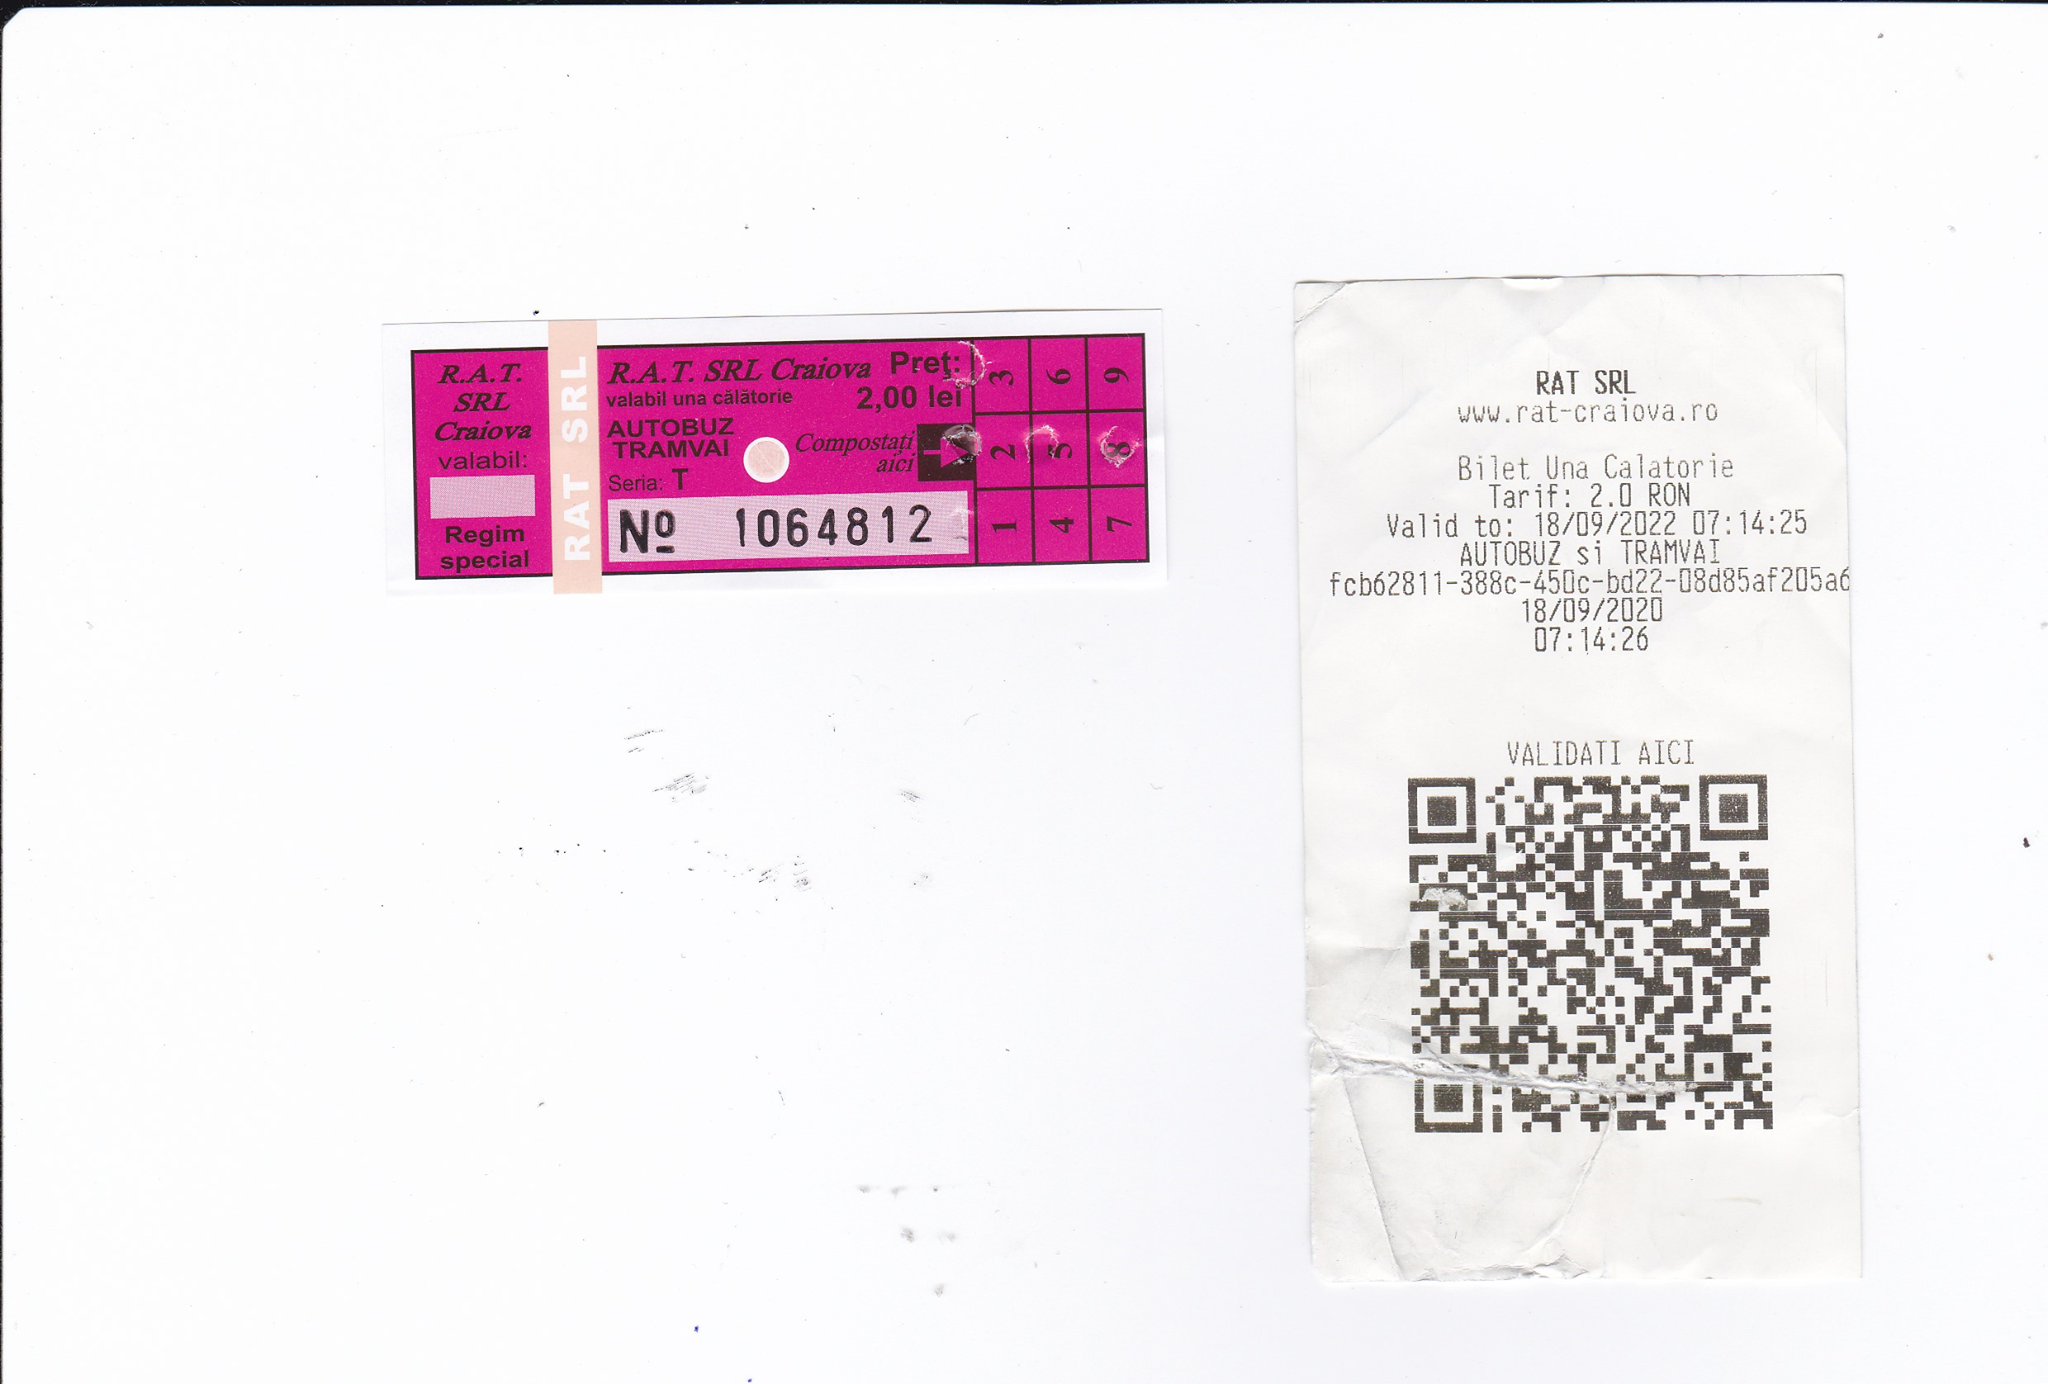 R.A.T.
SRL
Craiova
valabil:
Regim
special
RAT SRL
R.A.T. SRL Craiova Preţ:
valabil una călătorie 2,00 lei
AUTOBUZ
TRAMVAI
Compostaţi
aici
Seria: T
Nº 1064812
3 6 9
2 5 8
1 4 7
RAT SRL
www.rat-craiova.ro
Bilet Una Calatorie
Tarif: 2.0 RON
Valid to: 18/09/2022 07:14:25
AUTOBUZ si TRAMVAI
fcb62811-388c-450c-bd22-08d85af205a6
18/09/2020
07:14:26
VALIDATI AICI